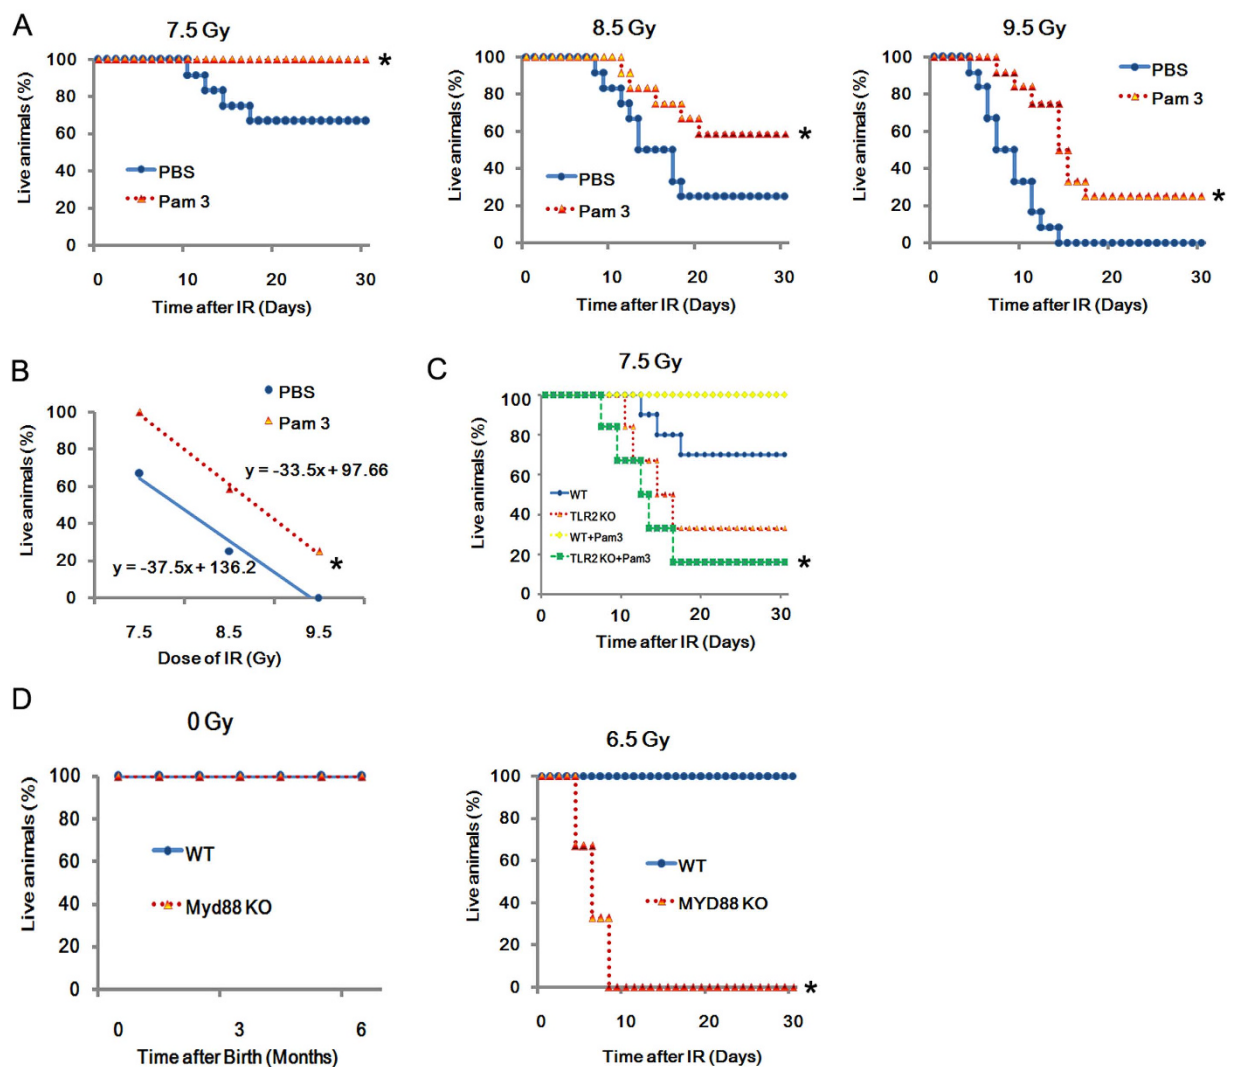 A
7.5 Gy
Live animals (%)
100
80
60
40
20
0
PBS
Pam 3
*
0 10 20 30
Time after IR (Days)
8.5 Gy
Live animals (%)
100
80
60
40
20
0
PBS
Pam 3
*
0 10 20 30
Time after IR (Days)
9.5 Gy
Live animals (%)
100
80
60
40
20
0
PBS
Pam 3
*
0 10 20 30
Time after IR (Days)
B
Live animals (%)
100
80
60
40
20
0
PBS
Pam 3
y = -33.5x + 97.66
y = -37.5x + 136.2
*
7.5 8.5 9.5
Dose of IR (Gy)
C
7.5 Gy
Live animals (%)
100
80
60
40
20
0
WT
TLR2 KO
WT+Pam3
TLR2 KO+Pam3
*
0 10 20 30
Time after IR (Days)
D
0 Gy
Live animals (%)
100
80
60
40
20
0
WT
Myd88 KO
0 3 6
Time after Birth (Months)
6.5 Gy
Live animals (%)
100
80
60
40
20
0
WT
MYD88 KO
*
0 10 20 30
Time after IR (Days)